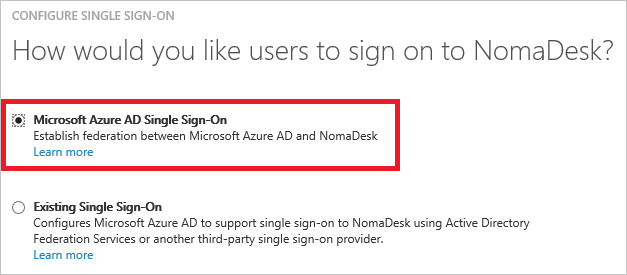 CONFIGURE SINGLE SIGN-ON
How would you like users to sign on to NomaDesk?
Microsoft Azure AD Single Sign-On
Establish federation between Microsoft Azure AD and NomaDesk
Learn more
Existing Single Sign-On
Configures Microsoft Azure AD to support single sign-on to NomaDesk using Active Directory
Federation Services or another third-party single sign-on provider.
Learn more